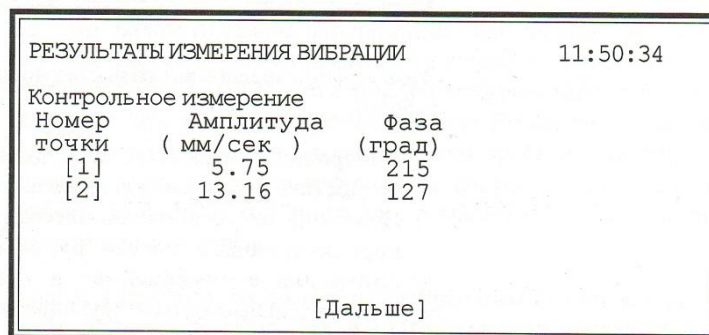 РЕЗУЛЬТАТЫ ИЗМЕРЕНИЯ ВИБРАЦИИ 11:50:34
Контрольное измерение
Номер Амплитуда Фаза
точки ( мм/сек ) (град)
[1] 5.75 215
[2] 13.16 127
[Дальше]